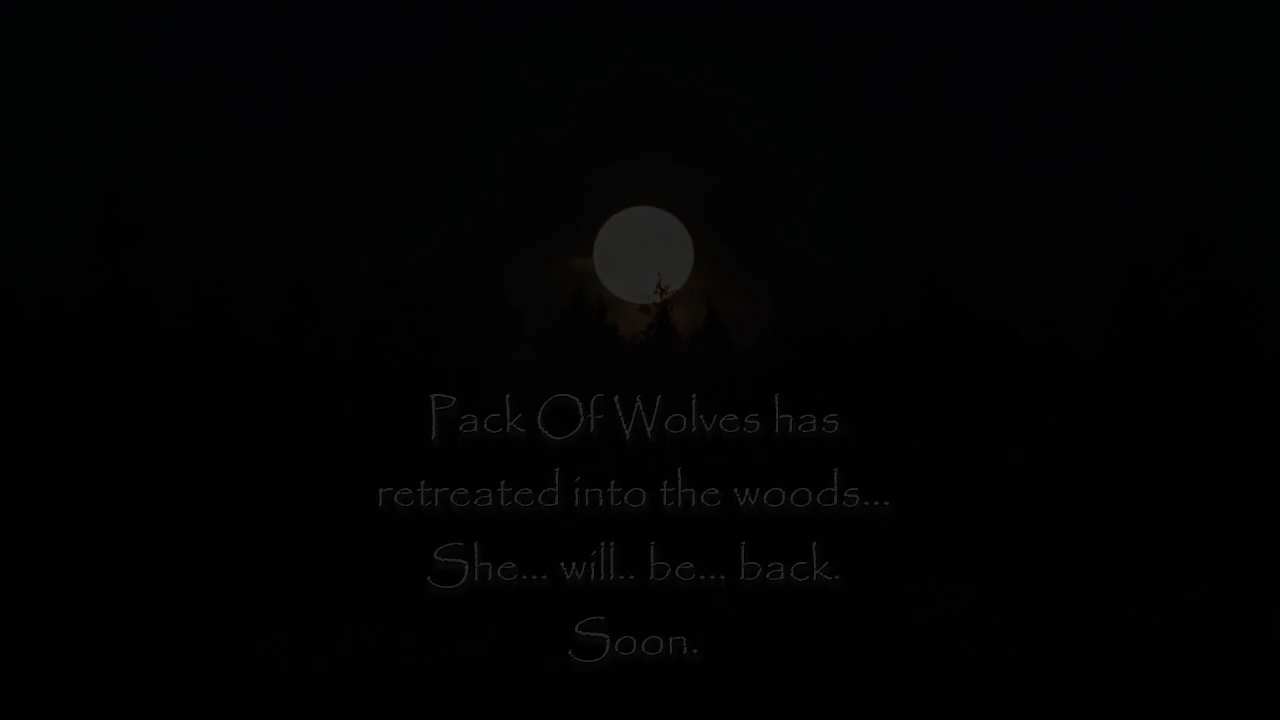 Pack Of Wolves has
retreated into the woods...
She... will.. be... back.
Soon.